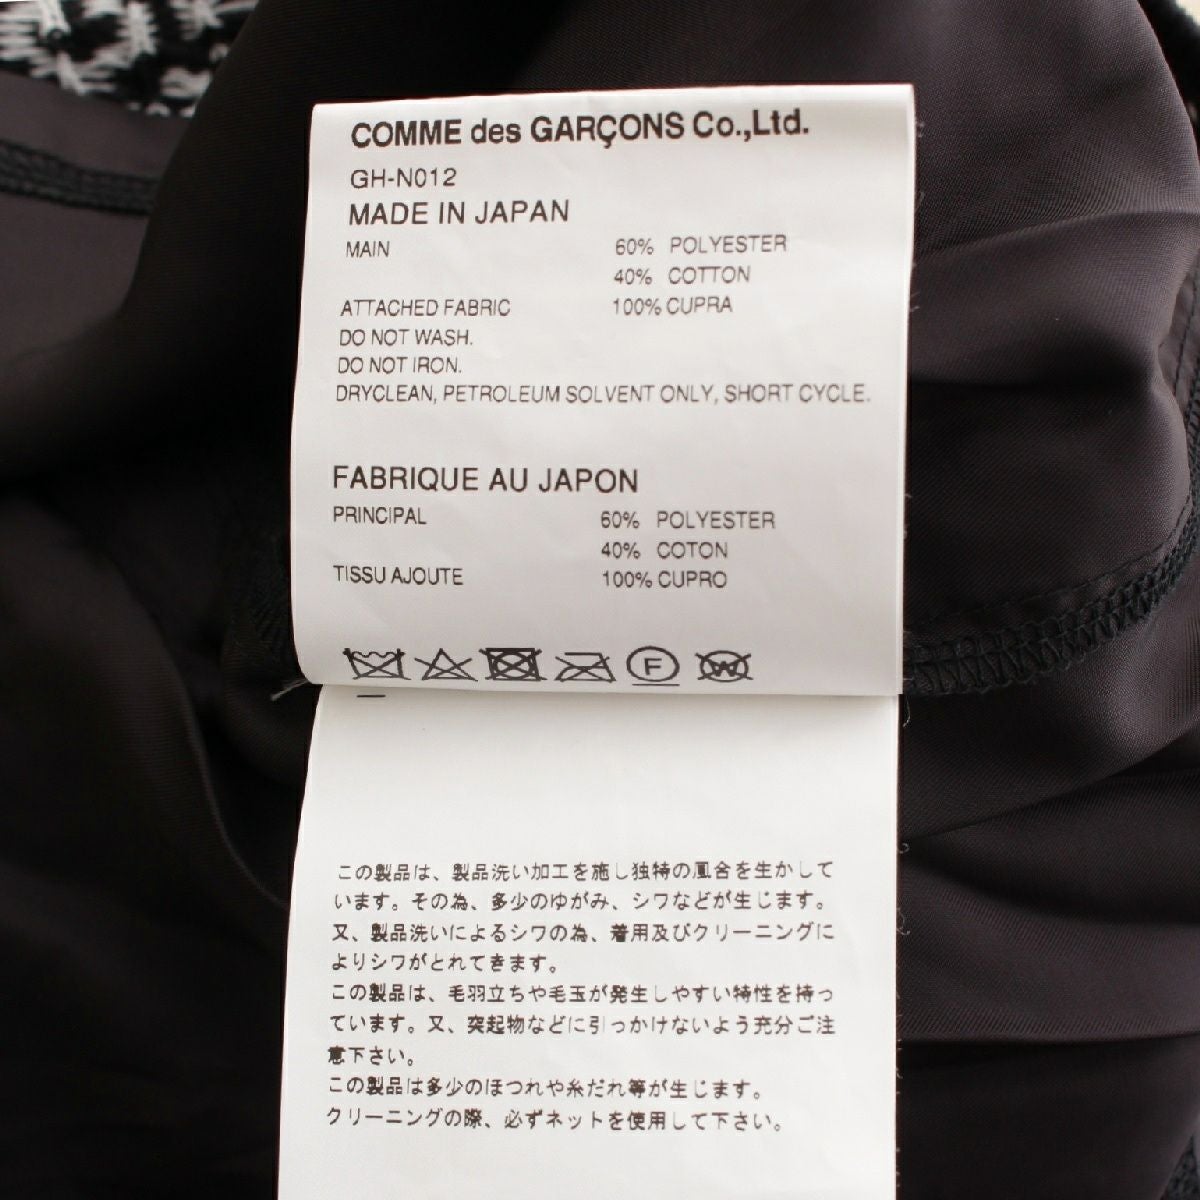 COMME des GARÇONS Co.,Ltd.
GH-N012
MADE IN JAPAN
MAIN 60% POLYESTER
40% COTTON
ATTACHED FABRIC 100% CUPRA
DO NOT WASH.
DO NOT IRON.
DRYCLEAN, PETROLEUM SOLVENT ONLY, SHORT CYCLE.
FABRIQUE AU JAPON
PRINCIPAL 60% POLYESTER
40% COTON
TISSU AJOUTE 100% CUPRO
F W
この製品は、製品洗い加工を施し独特の風合を生かして
います。その為、多少のゆがみ、シワなどが生じます。
又、製品洗いによるシワの為、着用及びクリーニングに
よりシワがとれてきます。
この製品は、毛羽立ちや毛玉が発生しやすい特性を持っ
ています。又、突起物などに引っかけないよう充分ご注
意下さい。
この製品は多少のほつれや糸だれ等が生じます。
クリーニングの際、必ずネットを使用して下さい。